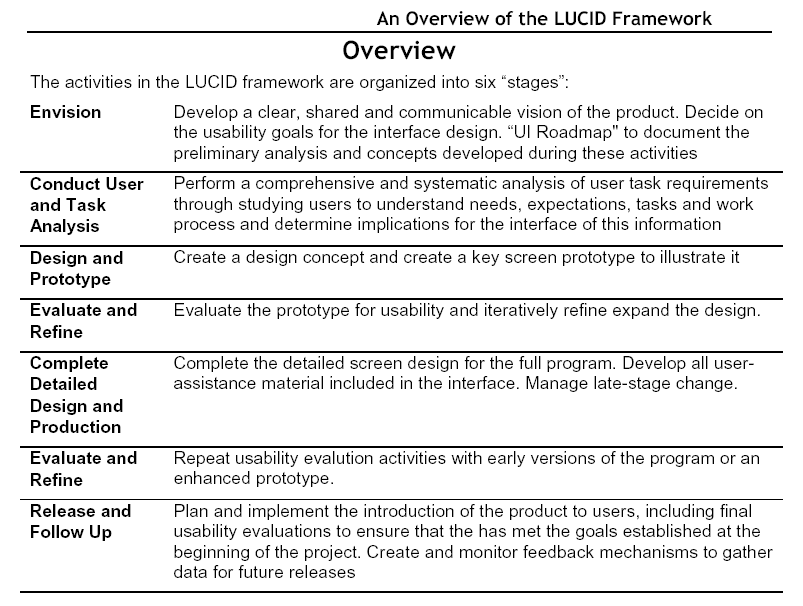 An Overview of the LUCID Framework
Overview
The activities in the LUCID framework are organized into six “stages”:
Envision
Develop a clear, shared and communicable vision of the product. Decide on
the usability goals for the interface design. “UI Roadmap" to document the
preliminary analysis and concepts developed during these activities
Conduct User
and Task
Analysis
Perform a comprehensive and systematic analysis of user task requirements
through studying users to understand needs, expectations, tasks and work
process and determine implications for the interface of this information
Design and
Prototype
Create a design concept and create a key screen prototype to illustrate it
Evaluate and
Refine
Evaluate the prototype for usability and iteratively refine expand the design.
Complete
Detailed
Design and
Production
Complete the detailed screen design for the full program. Develop all user-
assistance material included in the interface. Manage late-stage change.
Evaluate and
Refine
Repeat usability evalution activities with early versions of the program or an
enhanced prototype.
Release and
Follow Up
Plan and implement the introduction of the product to users, including final
usability evaluations to ensure that the has met the goals established at the
beginning of the project. Create and monitor feedback mechanisms to gather
data for future releases